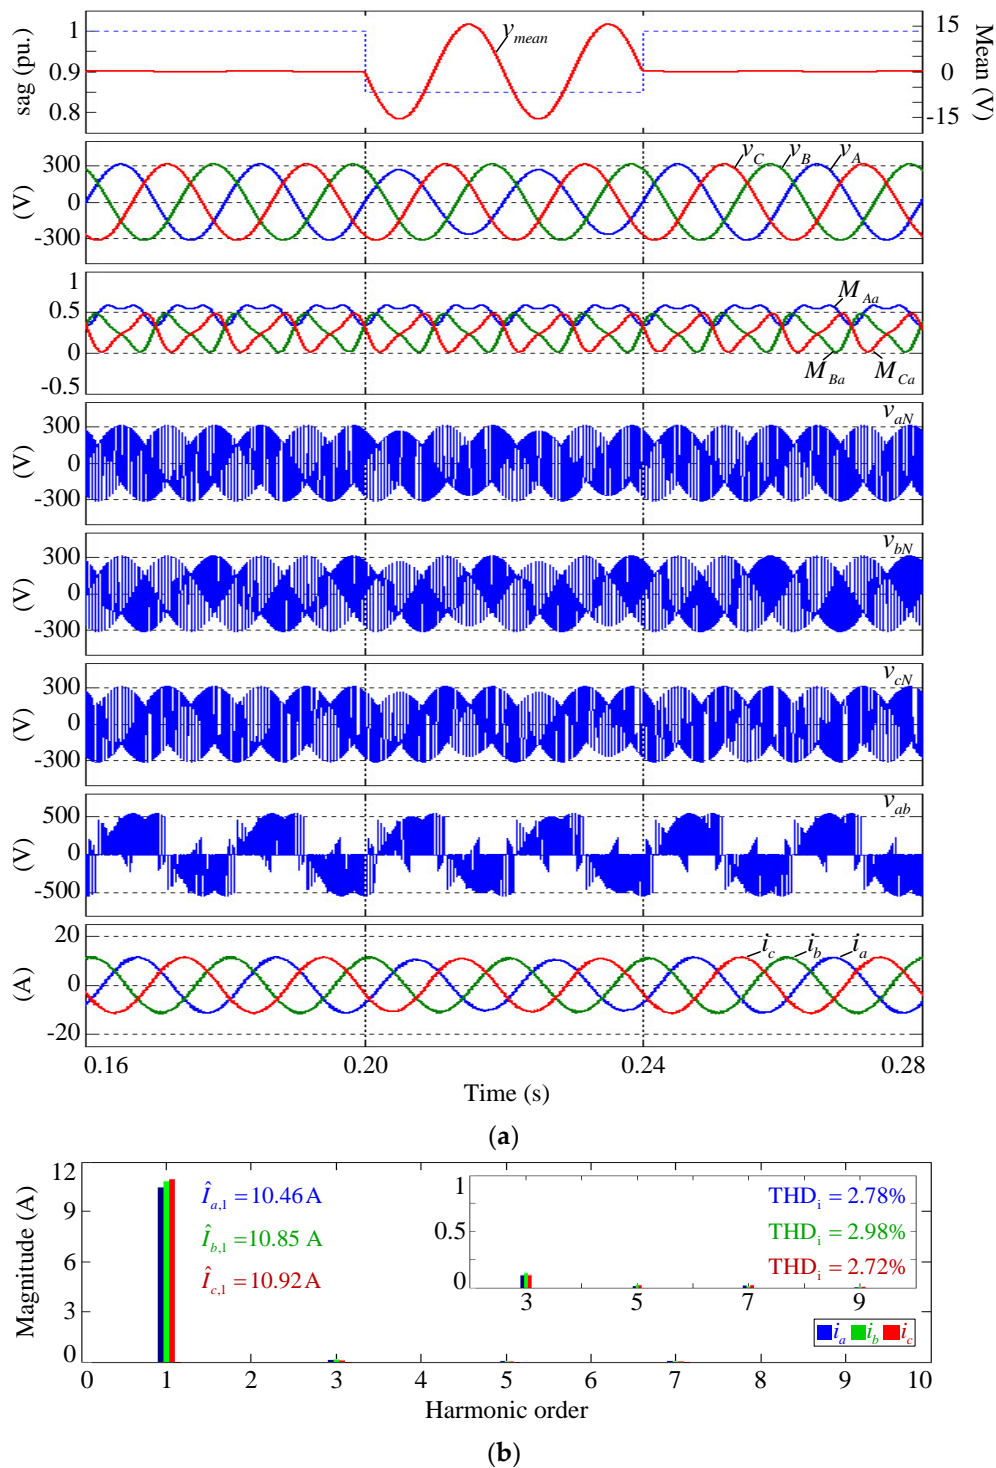 sag (pu.)
1
0.9
0.8
v_mean
15
0
-15
Mean (V)
(V)
300
0
-300
v_C v_B v_A
1
0.5
0
-0.5
M_Aa
M_Ba M_Ca
(V)
300
0
-300
v_aN
(V)
300
0
-300
v_bN
(V)
300
0
-300
v_cN
(V)
500
0
-500
v_ab
(A)
20
0
-20
i_c i_b i_a
0.16 0.20 0.24 0.28
Time (s)
(a)
Magnitude (A)
12
9
6
3
0
Î_a,1 = 10.46 A
Î_b,1 = 10.85 A
Î_c,1 = 10.92 A
1
0.5
0
THD_i = 2.78%
THD_i = 2.98%
THD_i = 2.72%
3 5 7 9
i_a i_b i_c
0 1 2 3 4 5 6 7 8 9 10
Harmonic order
(b)